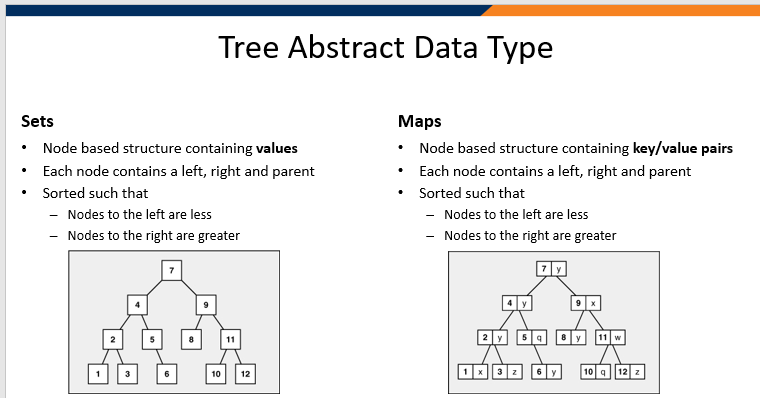 Tree Abstract Data Type
Sets
• Node based structure containing values
• Each node contains a left, right and parent
• Sorted such that
– Nodes to the left are less
– Nodes to the right are greater
7
4 9
2 5 8 11
1 3 6 10 12
Maps
• Node based structure containing key/value pairs
• Each node contains a left, right and parent
• Sorted such that
– Nodes to the left are less
– Nodes to the right are greater
7 y
4 y 9 x
2 y 5 q 8 y 11 w
1 x 3 z 6 y 10 q 12 z